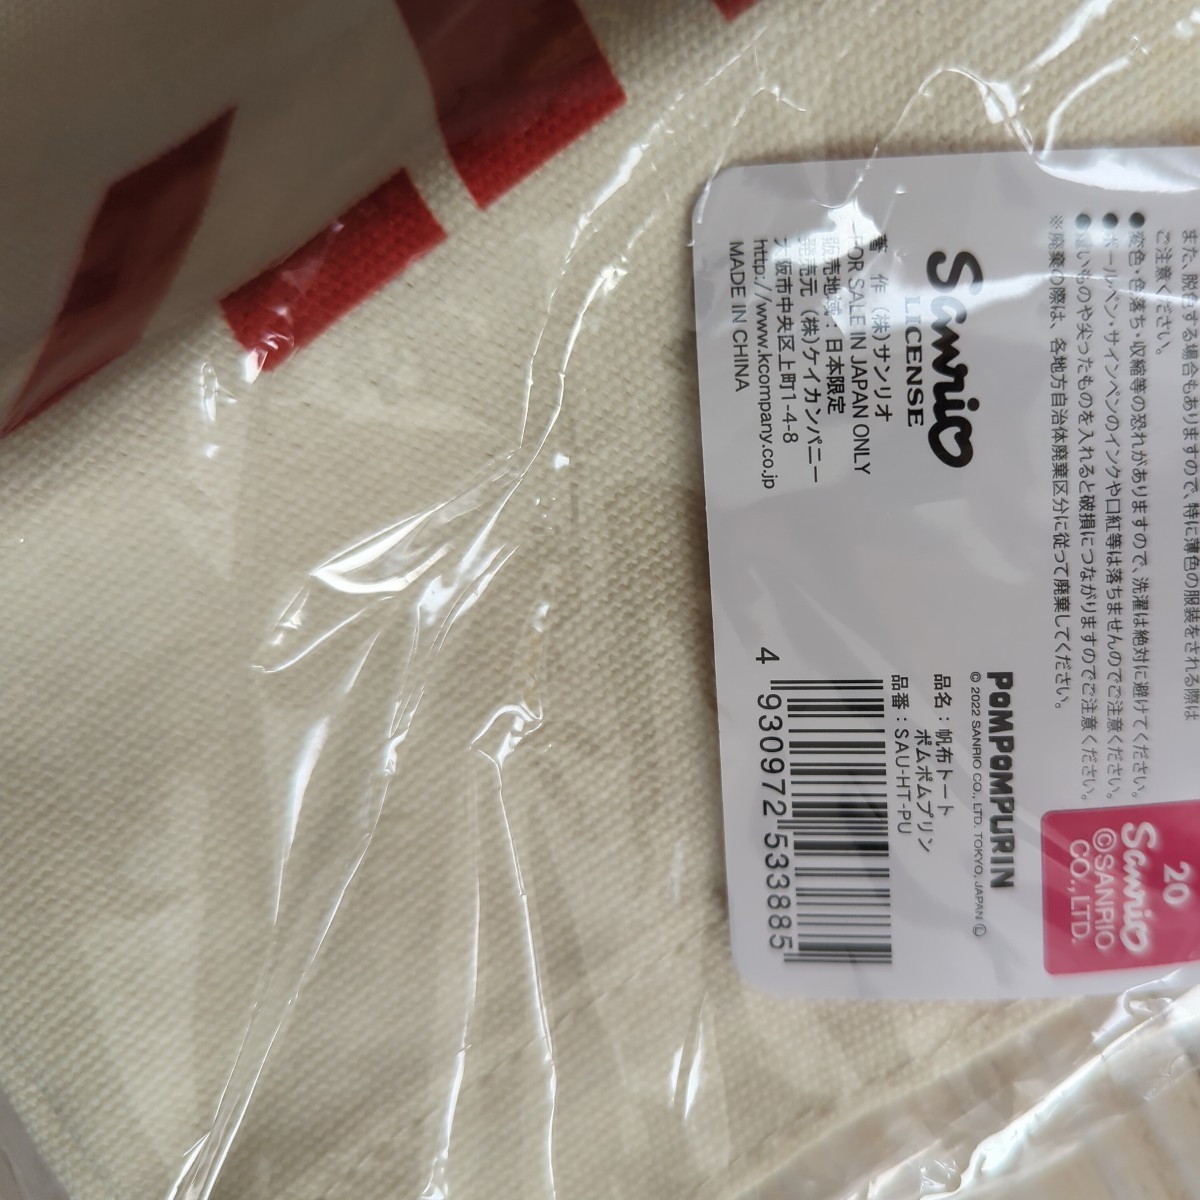 また、脱色する場合もありますので、特に薄色の服装をされる際は
ご注意ください。
●変色・色落ち・収縮等の恐れがありますので、洗濯は絶対に避けてください。
●ボールペン・サインペンのインクや口紅等は落ちませんのでご注意ください。
●重いものや尖ったものを入れると破損につながりますのでご注意ください。
※廃棄の際は、各地方自治体廃棄区分に従って廃棄してください。
Sanrio
LICENSE
著 作 (株)サンリオ
FOR SALE IN JAPAN ONLY
販売地域：日本限定
発売元 (株)ケイカンパニー
大阪市中央区上町1-4-8
http://www.kcompany.co.jp
MADE IN CHINA
POMPOMPURIN
© 2022 SANRIO CO., LTD. TOKYO, JAPAN Ⓛ
品名：帆布トート
ポムポムプリン
品番：SAU-HT-PU
4 930972 533885
20
Sanrio
©SANRIO
CO.,LTD.